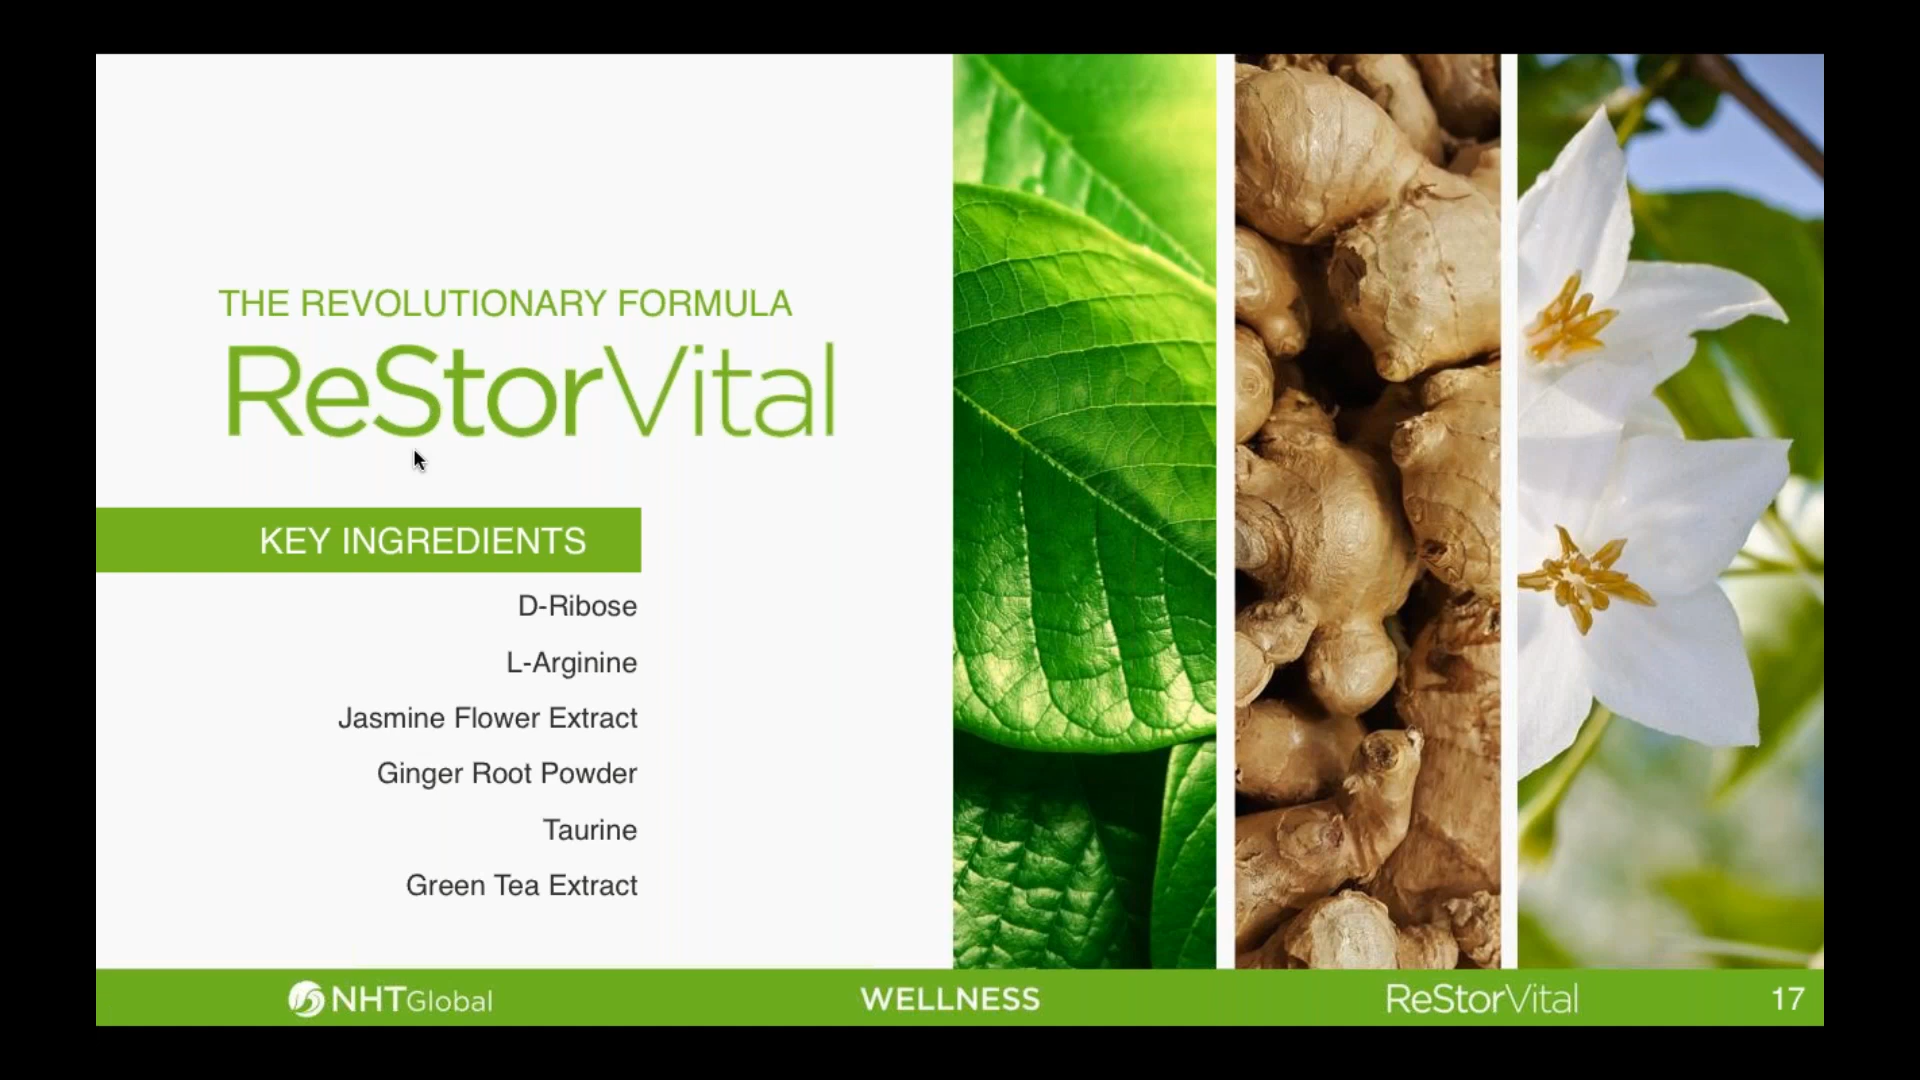 THE REVOLUTIONARY FORMULA
ReStorVital
KEY INGREDIENTS
D-Ribose
L-Arginine
Jasmine Flower Extract
Ginger Root Powder
Taurine
Green Tea Extract
NHTGlobal WELLNESS ReStorVital 17